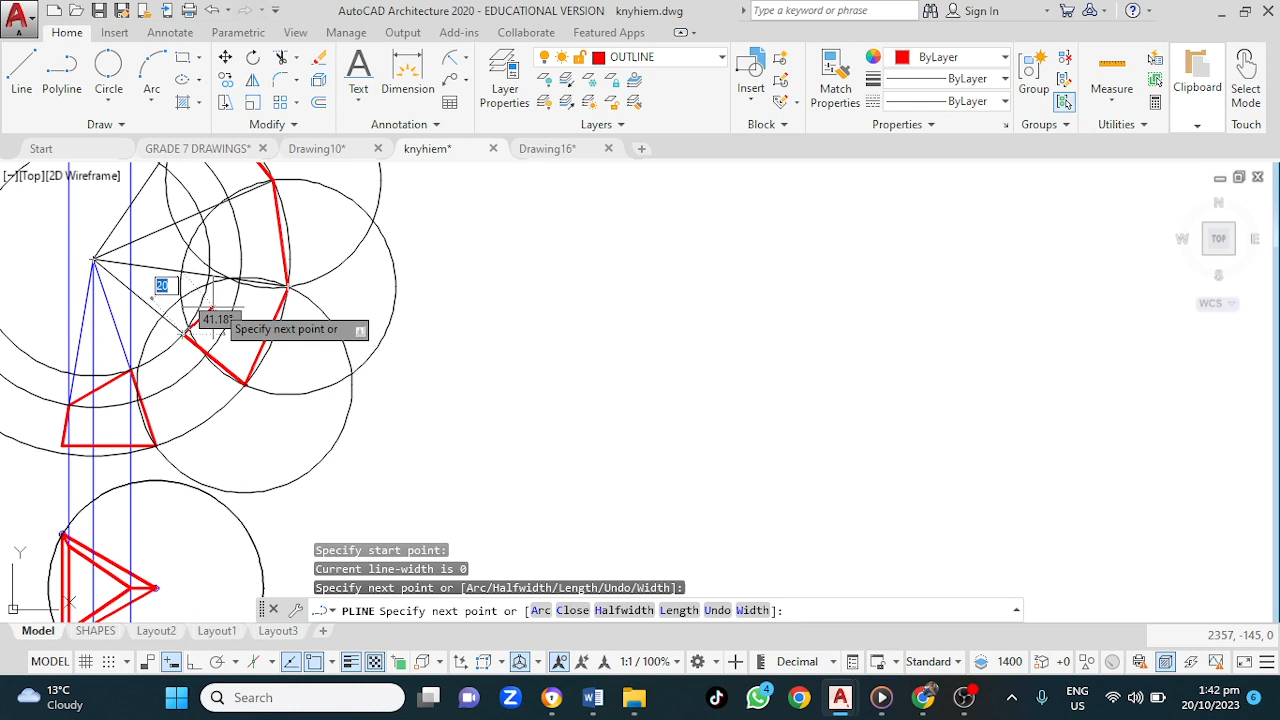 AutoCAD Architecture 2020 - EDUCATIONAL VERSION knyhiem.dwg
Type a keyword or phrase
Sign In
A
Home Insert Annotate Parametric View Manage Output Add-ins Collaborate Featured Apps
Line Polyline Circle Arc
Text Dimension
Layer Properties
OUTLINE
Insert
Match Properties
ByLayer
ByLayer
ByLayer
Group
Measure
Clipboard
Select Mode
Draw Modify Annotation Layers Block Properties Groups Utilities Touch
Start GRADE 7 DRAWINGS* Drawing10* knyhiem* Drawing16*
[−][Top][2D Wireframe]
N
W TOP E
S
WCS
20
41.18°
Specify next point or
Specify start point:
Current line-width is 0
Specify next point or [Arc/Halfwidth/Length/Undo/Width]:
PLINE Specify next point or [Arc Close Halfwidth Length Undo Width]:
Y
X
Model SHAPES Layout2 Layout1 Layout3
2357, -145, 0
MODEL 1:1 / 100% Decimal Standard 1400 +0
13°C
Cloudy
Search
4
ENG
US
1:42 pm
20/10/2023
6